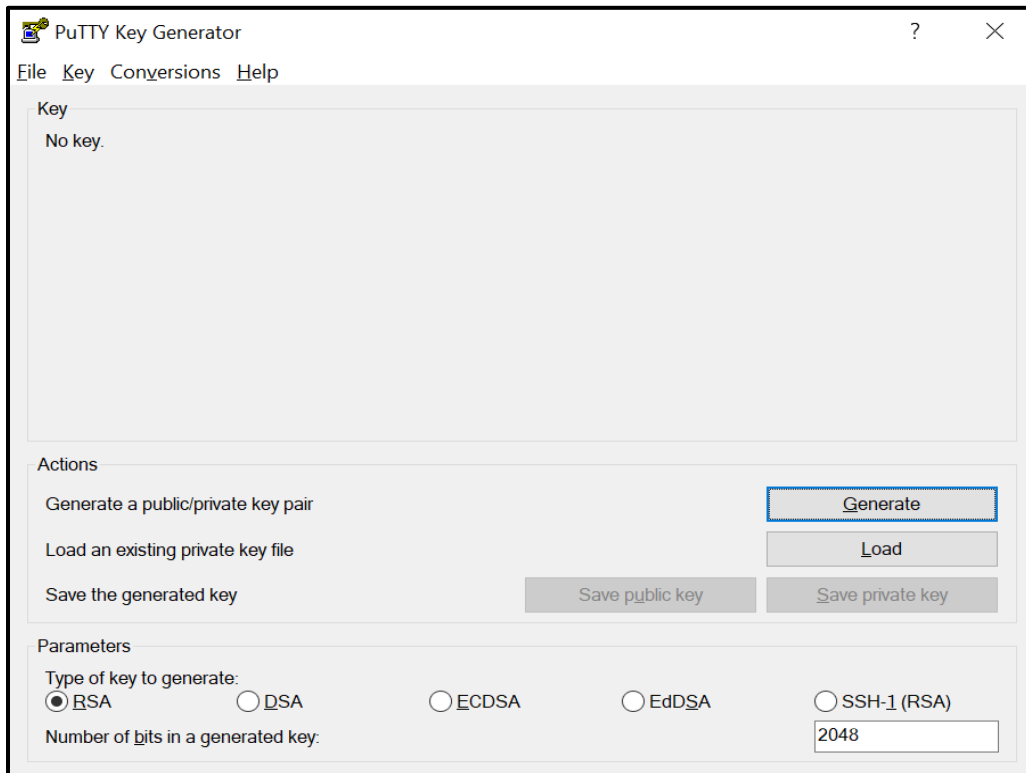 PuTTY Key Generator ?
File Key Conversions Help
Key
No key.
Actions
Generate a public/private key pair Generate
Load an existing private key file Load
Save the generated key Save public key Save private key
Parameters
Type of key to generate:
RSA DSA ECDSA EdDSA SSH-1 (RSA)
Number of bits in a generated key: 2048